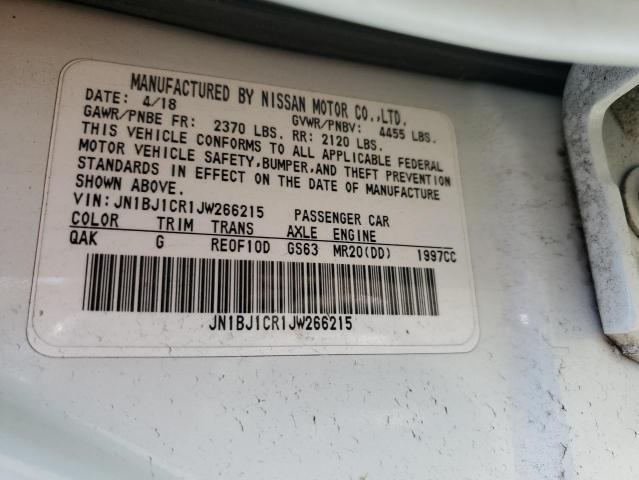 MANUFACTURED BY NISSAN MOTOR CO.,LTD.
DATE: 4/18 GVWR/PNBV: 4455 LBS.
GAWR/PNBE FR: 2370 LBS. RR: 2120 LBS.
THIS VEHICLE CONFORMS TO ALL APPLICABLE FEDERAL
MOTOR VEHICLE SAFETY,BUMPER,AND THEFT PREVENTION
STANDARDS IN EFFECT ON THE DATE OF MANUFACTURE
SHOWN ABOVE.
VIN: JN1BJ1CR1JW266215 PASSENGER CAR
COLOR TRIM TRANS AXLE ENGINE
QAK G RE0F10D GS63 MR20(DD) 1997CC
JN1BJ1CR1JW266215